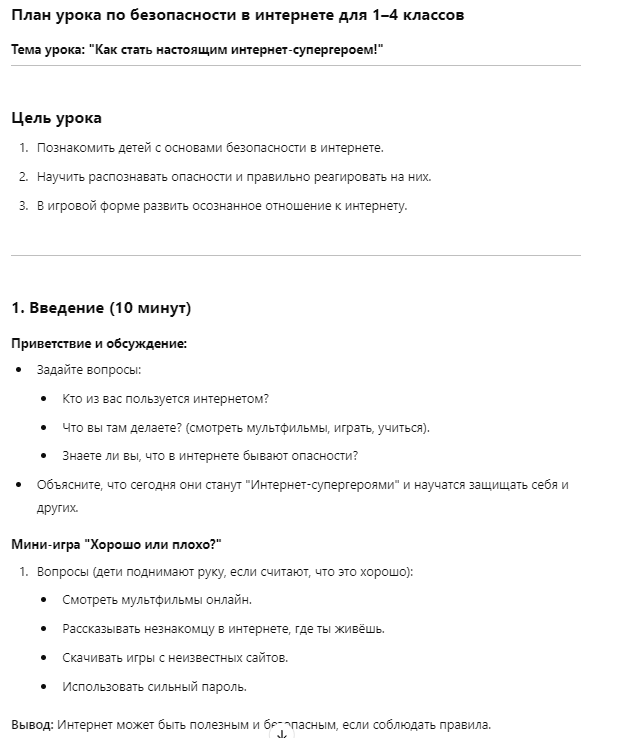 План урока по безопасности в интернете для 1–4 классов
Тема урока: "Как стать настоящим интернет-супергероем!"
Цель урока
1. Познакомить детей с основами безопасности в интернете.
2. Научить распознавать опасности и правильно реагировать на них.
3. В игровой форме развить осознанное отношение к интернету.
1. Введение (10 минут)
Приветствие и обсуждение:
• Задайте вопросы:
• Кто из вас пользуется интернетом?
• Что вы там делаете? (смотреть мультфильмы, играть, учиться).
• Знаете ли вы, что в интернете бывают опасности?
• Объясните, что сегодня они станут "Интернет-супергероями" и научатся защищать себя и
других.
Мини-игра "Хорошо или плохо?"
1. Вопросы (дети поднимают руку, если считают, что это хорошо):
• Смотреть мультфильмы онлайн.
• Рассказывать незнакомцу в интернете, где ты живёшь.
• Скачивать игры с неизвестных сайтов.
• Использовать сильный пароль.
Вывод: Интернет может быть полезным и безопасным, если соблюдать правила.